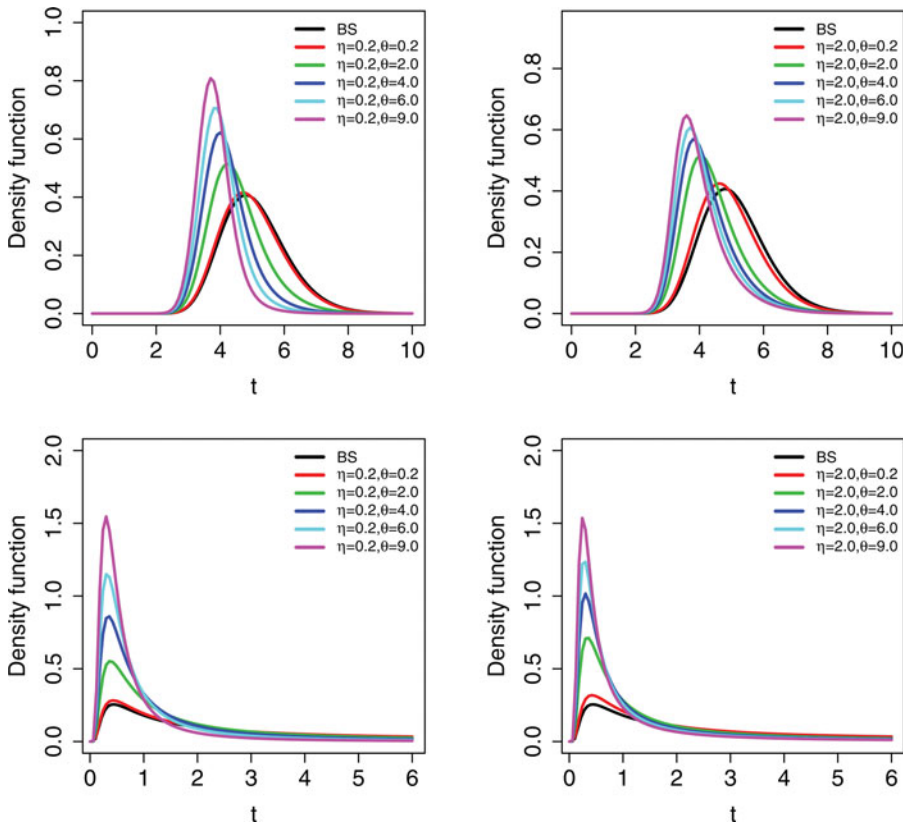 1.0
0.8
0.6
0.4
0.2
0.0
Density function
BS
η=0.2,θ=0.2
η=0.2,θ=2.0
η=0.2,θ=4.0
η=0.2,θ=6.0
η=0.2,θ=9.0
0 2 4 6 8 10
t
0.8
0.6
0.4
0.2
0.0
Density function
BS
η=2.0,θ=0.2
η=2.0,θ=2.0
η=2.0,θ=4.0
η=2.0,θ=6.0
η=2.0,θ=9.0
0 2 4 6 8 10
t
2.0
1.5
1.0
0.5
0.0
Density function
BS
η=0.2,θ=0.2
η=0.2,θ=2.0
η=0.2,θ=4.0
η=0.2,θ=6.0
η=0.2,θ=9.0
0 1 2 3 4 5 6
t
2.0
1.5
1.0
0.5
0.0
Density function
BS
η=2.0,θ=0.2
η=2.0,θ=2.0
η=2.0,θ=4.0
η=2.0,θ=6.0
η=2.0,θ=9.0
0 1 2 3 4 5 6
t